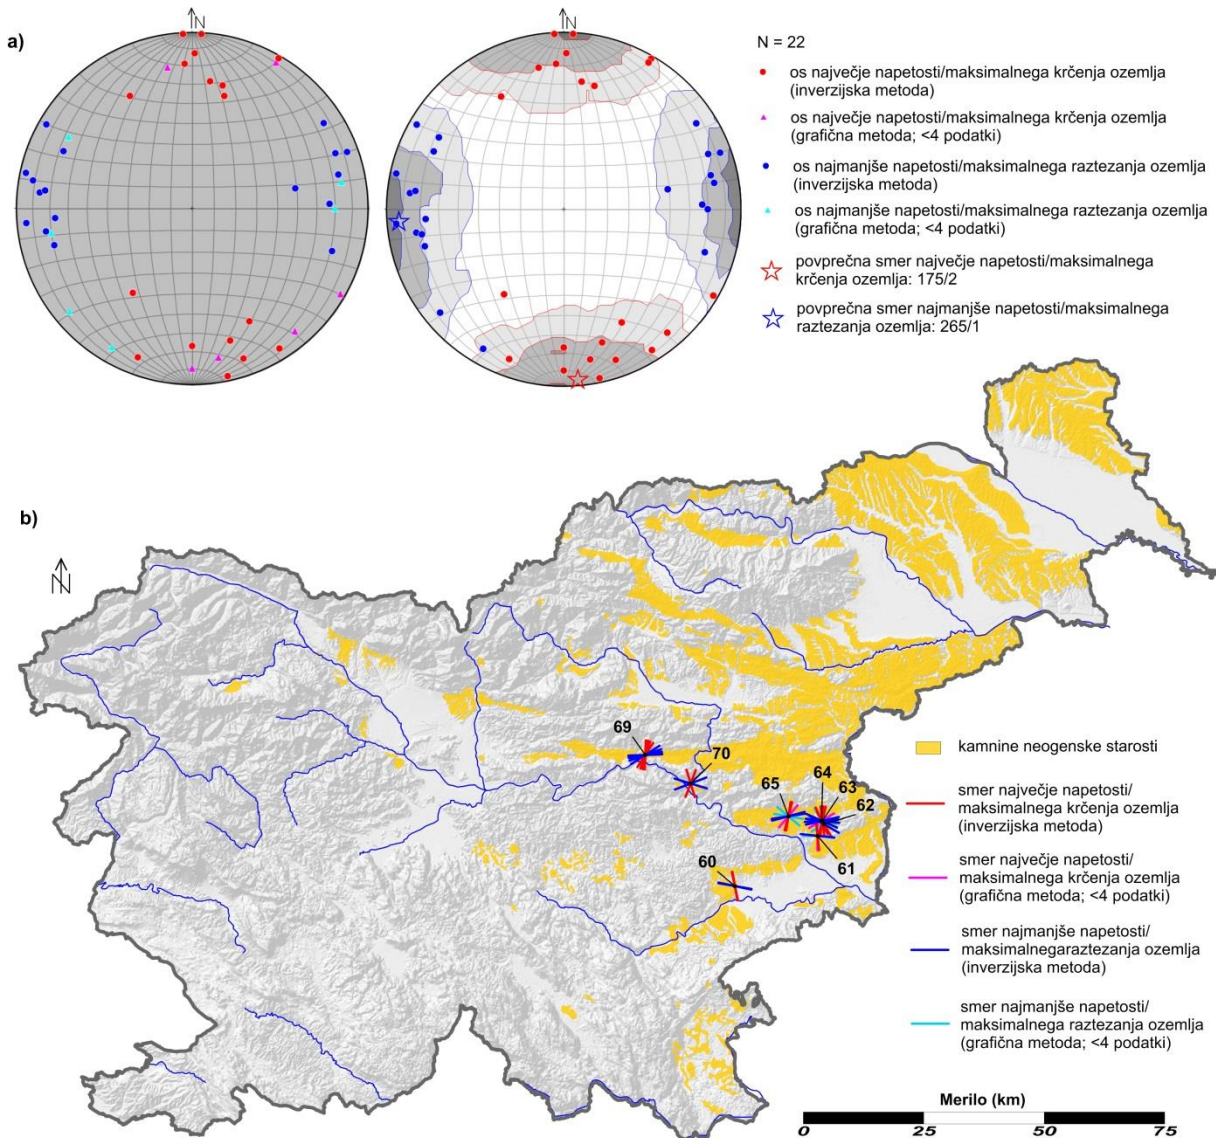 a)
N
N
N = 22
os največje napetosti/maksimalnega krčenja ozemlja
(inverzijska metoda)
os največje napetosti/maksimalnega krčenja ozemlja
(grafična metoda; <4 podatki)
os najmanjše napetosti/maksimalnega raztezanja ozemlja
(inverzijska metoda)
os najmanjše napetosti/maksimalnega raztezanja ozemlja
(grafična metoda; <4 podatki)
povprečna smer največje napetosti/maksimalnega
krčenja ozemlja: 175/2
povprečna smer najmanjše napetosti/maksimalnega
raztezanja ozemlja: 265/1
b)
N
69
70
65
64
63
62
61
60
kamnine neogenske starosti
smer največje napetosti/
maksimalnega krčenja ozemlja
(inverzijska metoda)
smer največje napetosti/
maksimalnega krčenja ozemlja
(grafična metoda; <4 podatki)
smer najmanjše napetosti/
maksimalnegaraztezanja ozemlja
(inverzijska metoda)
smer najmanjše napetosti/
maksimalnega raztezanja ozemlja
(grafična metoda; <4 podatki)
Merilo (km)
0 25 50 75